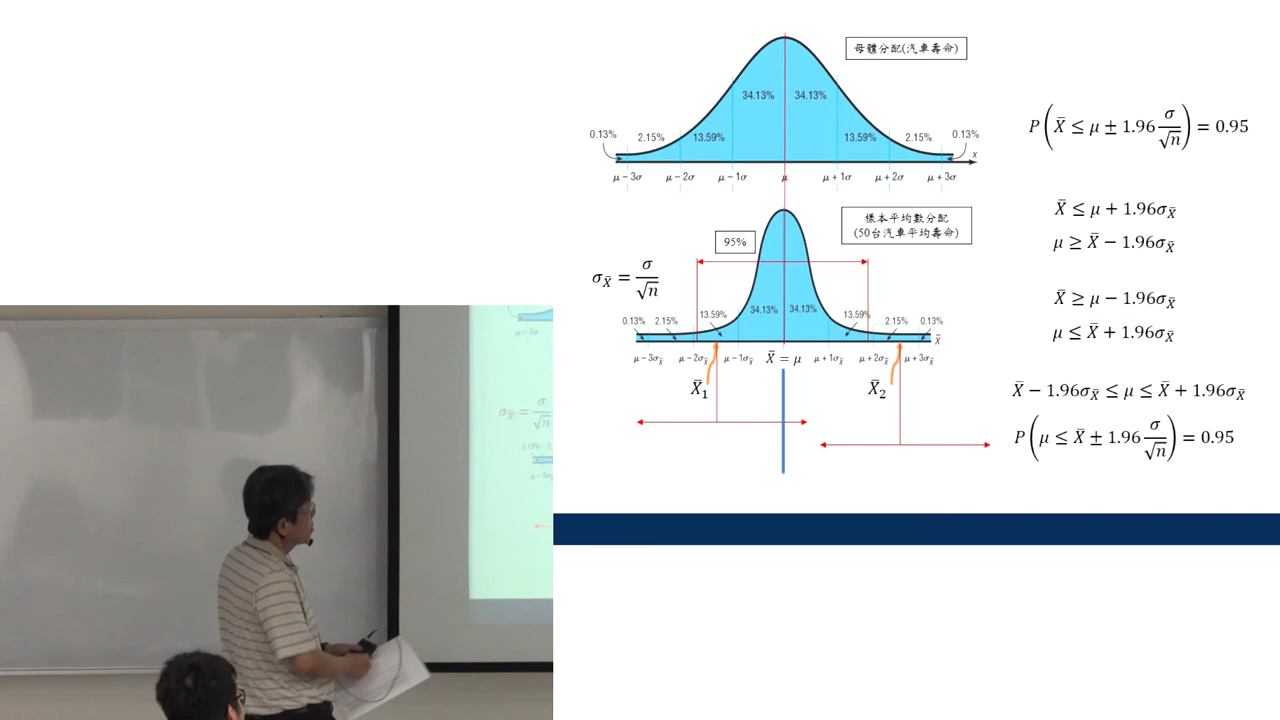 母體分配(汽車壽命)
34.13% 34.13%
0.13% 2.15% 13.59% 13.59% 2.15% 0.13%
x
μ − 3σ μ − 2σ μ − 1σ μ μ + 1σ μ + 2σ μ + 3σ
P(X̄ ≤ μ ± 1.96 σ/√n) = 0.95
樣本平均數分配
(50台汽車平均壽命)
95%
σ_X̄ = σ/√n
34.13% 34.13%
0.13% 2.15% 13.59% 13.59% 2.15% 0.13%
X̄
μ − 3σ_X̄ μ − 2σ_X̄ μ − 1σ_X̄ X̄ = μ μ + 1σ_X̄ μ + 2σ_X̄ μ + 3σ_X̄
X̄₁ X̄₂
X̄ ≤ μ + 1.96σ_X̄
μ ≥ X̄ − 1.96σ_X̄
X̄ ≥ μ − 1.96σ_X̄
μ ≤ X̄ + 1.96σ_X̄
X̄ − 1.96σ_X̄ ≤ μ ≤ X̄ + 1.96σ_X̄
P(μ ≤ X̄ ± 1.96 σ/√n) = 0.95
σ_X̄ = σ/√n